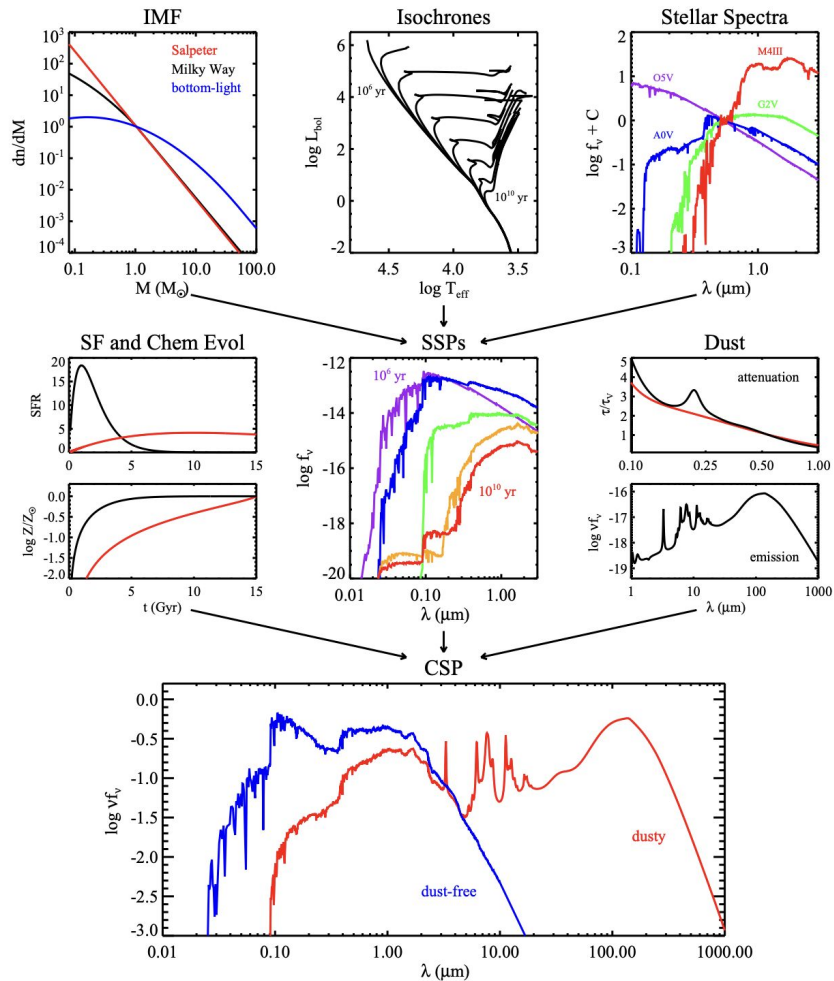 IMF
Isochrones
Stellar Spectra
10³
10²
10¹
10⁰
10⁻¹
10⁻²
10⁻³
10⁻⁴
dn/dM
Salpeter
Milky Way
bottom-light
0.1 1.0 10.0 100.0
M (M⊙)
6
4
2
0
-2
log L_bol
10⁶ yr
10¹⁰ yr
4.5 4.0 3.5
log T_eff
2
1
0
-1
-2
-3
log f_ν + C
M4III
O5V
G2V
A0V
0.1 1.0
λ (μm)
SF and Chem Evol
SSPs
Dust
20
15
10
5
0
SFR
0 5 10 15
0.0
-0.5
-1.0
-1.5
-2.0
log Z/Z⊙
0 5 10 15
t (Gyr)
-12
-14
-16
-18
-20
log f_ν
10⁶ yr
10¹⁰ yr
0.01 0.10 1.00
λ (μm)
5
4
3
2
1
τ/τ_V
attenuation
0.10 0.25 0.50 1.00
-16
-17
-18
-19
log νf_ν
emission
1 10 100 1000
λ (μm)
CSP
0.0
-0.5
-1.0
-1.5
-2.0
-2.5
-3.0
log νf_ν
dusty
dust-free
0.01 0.10 1.00 10.00 100.00 1000.00
λ (μm)